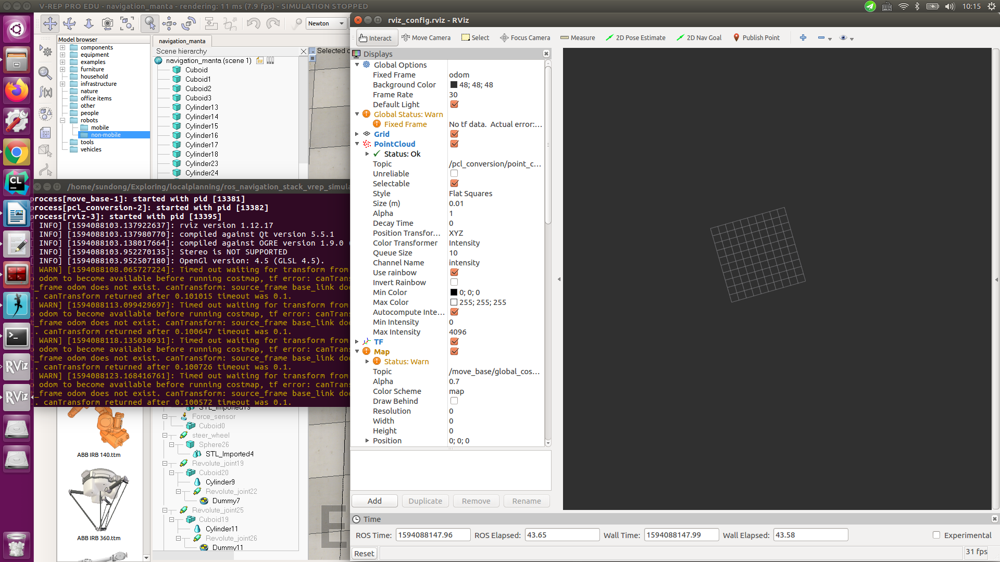 V-REP PRO EDU - navigation_manta - rendering: 11 ms (7.9 fps) - SIMULATION STOPPED
10:15
Newton
Model browser
components
equipment
examples
furniture
household
infrastructure
nature
office items
other
people
robots
mobile
non-mobile
tools
vehicles
navigation_manta
Scene hierarchy
Selected
navigation_manta (scene 1)
Cuboid
Cuboid1
Cuboid2
Cuboid3
Cylinder13
Cylinder14
Cylinder15
Cylinder16
Cylinder17
Cylinder18
Cylinder23
Cylinder24
/home/sundong/Exploring/localplanning/ros_navigation_stack_vrep_simula
process[move_base-1]: started with pid [13381]
process[pcl_conversion-2]: started with pid [13382]
process[rviz-3]: started with pid [13395]
INFO] [1594088103.137922637]: rviz version 1.12.17
INFO] [1594088103.137980770]: compiled against Qt version 5.5.1
INFO] [1594088103.138017664]: compiled against OGRE version 1.9.0 (
INFO] [1594088103.952270135]: Stereo is NOT SUPPORTED
INFO] [1594088103.952507180]: OpenGl version: 4.5 (GLSL 4.5).
WARN] [1594088108.065727224]: Timed out waiting for transform from
odom to become available before running costmap, tf error: canTrans
_frame odom does not exist. canTransform: source_frame base_link doe
. canTransform returned after 0.101015 timeout was 0.1.
WARN] [1594088113.099429697]: Timed out waiting for transform from
odom to become available before running costmap, tf error: canTrans
_frame odom does not exist. canTransform: source_frame base_link doe
. canTransform returned after 0.100647 timeout was 0.1.
WARN] [1594088118.135030931]: Timed out waiting for transform from
odom to become available before running costmap, tf error: canTrans
_frame odom does not exist. canTransform: source_frame base_link doe
. canTransform returned after 0.100726 timeout was 0.1.
WARN] [1594088123.168416761]: Timed out waiting for transform from
odom to become available before running costmap, tf error: canTrans
_frame odom does not exist. canTransform: source_frame base_link doe
. canTransform returned after 0.100572 timeout was 0.1.
STL_Imported19
Force_sensor
Cuboid0
steer_wheel
Sphere26
STL_Imported4
Revolute_joint19
Cuboid20
Cylinder9
Revolute_joint22
Dummy7
Revolute_joint25
Cuboid19
Cylinder11
Revolute_joint26
Dummy11
ABB IRB 140.ttm
ABB IRB 360.ttm
E
CL
RViz
RViz
rviz_config.rviz - RViz
Interact Move Camera Select Focus Camera Measure 2D Pose Estimate 2D Nav Goal Publish Point
Displays
Global Options
Fixed Frame odom
Background Color 48; 48; 48
Frame Rate 30
Default Light
Global Status: Warn
Fixed Frame No tf data. Actual error:...
Grid
PointCloud
Status: Ok
Topic /pcl_conversion/point_c...
Unreliable
Selectable
Style Flat Squares
Size (m) 0.01
Alpha 1
Decay Time 0
Position Transfor... XYZ
Color Transformer Intensity
Queue Size 10
Channel Name intensity
Use rainbow
Invert Rainbow
Min Color 0; 0; 0
Max Color 255; 255; 255
Autocompute Inte...
Min Intensity 0
Max Intensity 4096
TF
Map
Status: Warn
Topic /move_base/global_cos...
Alpha 0.7
Color Scheme map
Draw Behind
Resolution 0
Width 0
Height 0
Position 0; 0; 0
Add Duplicate Remove Rename
Time
ROS Time: 1594088147.96 ROS Elapsed: 43.65 Wall Time: 1594088147.99 Wall Elapsed: 43.58 Experimental
Reset
31 fps